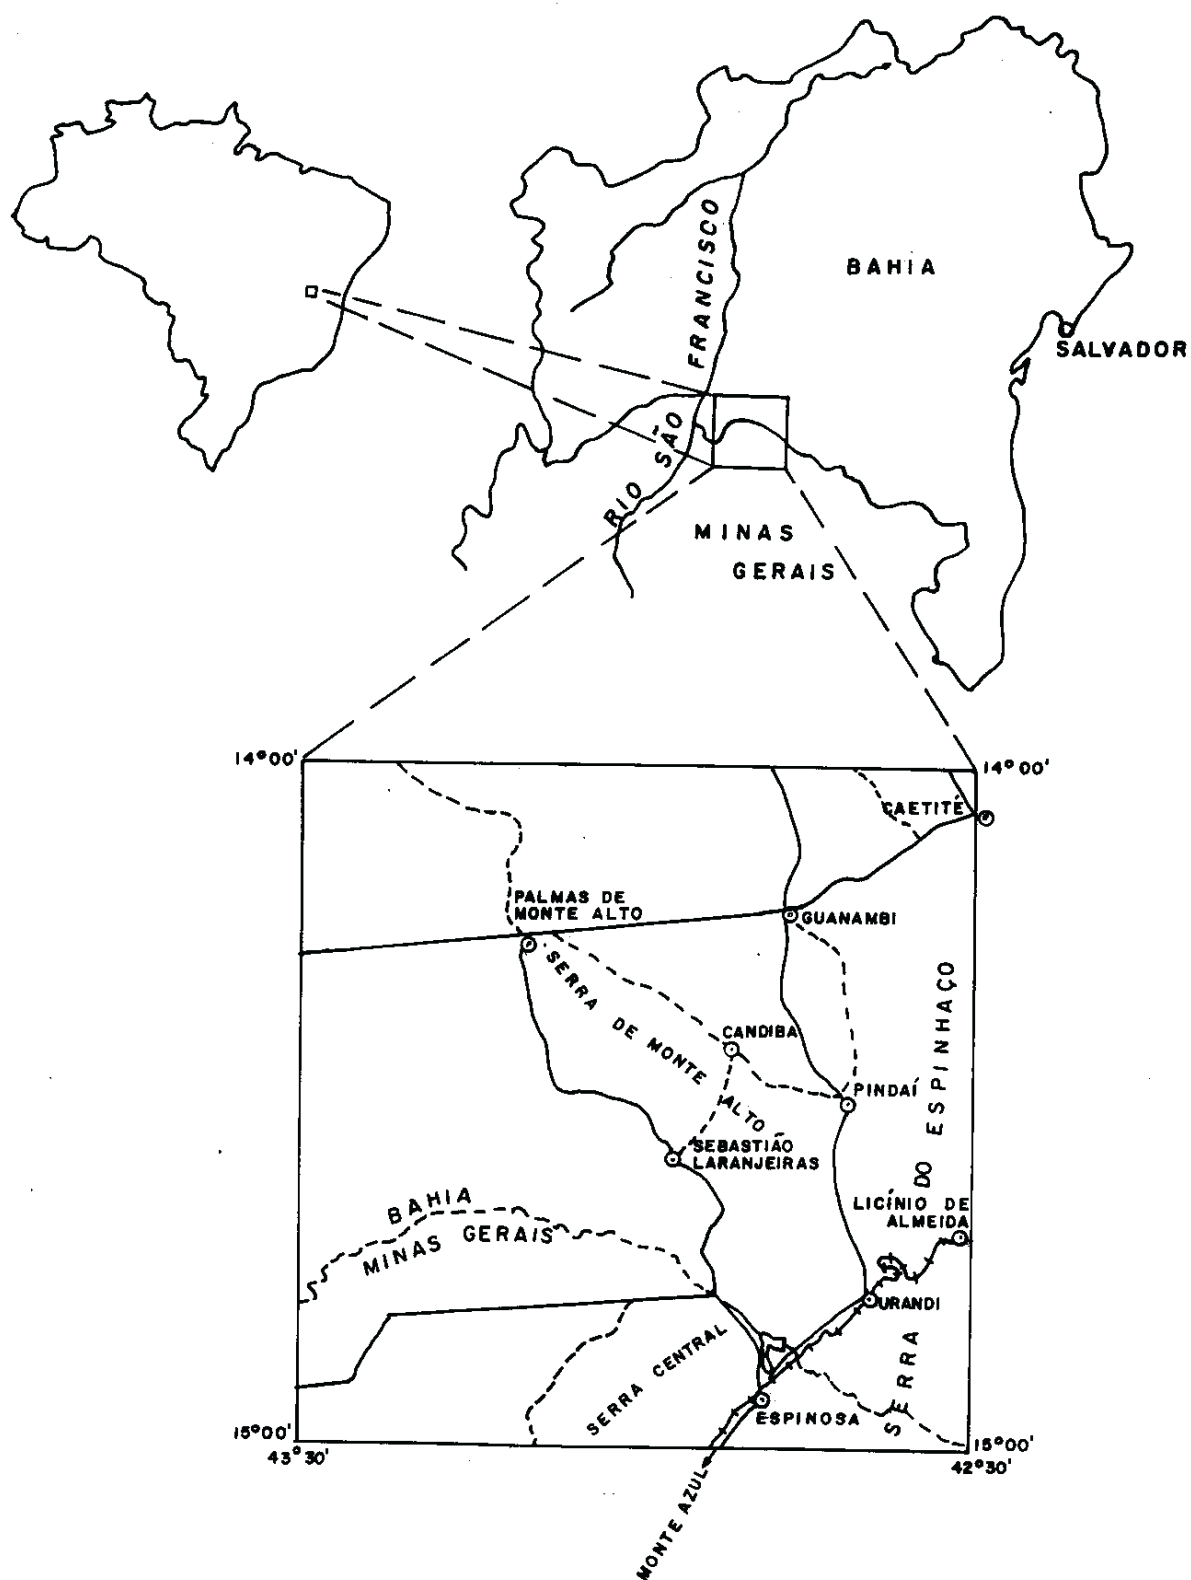 BAHIA
SALVADOR
RIO SÃO FRANCISCO
MINAS
GERAIS
14°00'
14°00'
CAETITÉ
PALMAS DE
MONTE ALTO
GUANAMBI
SERRA DE MONTE ALTO
CANDIBA
PINDAÍ
SEBASTIÃO
LARANJEIRAS
SERRA DO ESPINHAÇO
LICÍNIO DE
ALMEIDA
BAHIA
MINAS GERAIS
URANDI
SERRA CENTRAL
ESPINOSA
15°00'
43°30'
15°00'
42°30'
MONTE AZUL